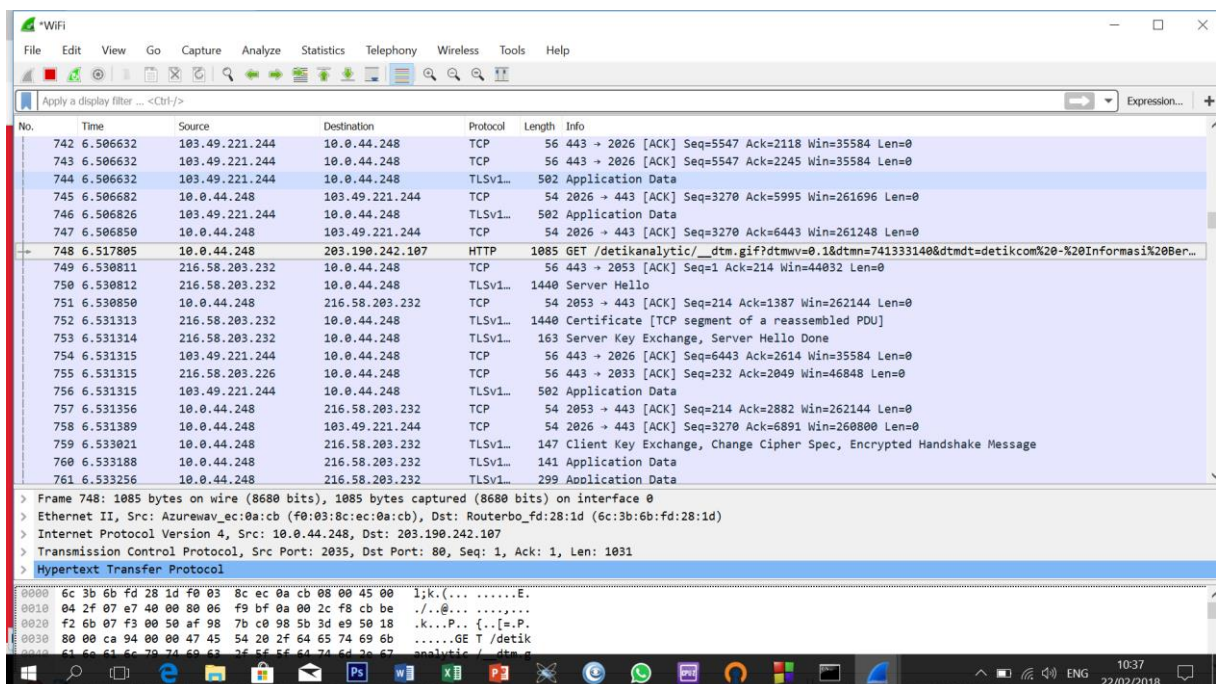 *WiFi
File Edit View Go Capture Analyze Statistics Telephony Wireless Tools Help
Apply a display filter ... <Ctrl-/> Expression... +
No. Time Source Destination Protocol Length Info
742 6.506632 103.49.221.244 10.0.44.248 TCP 56 443 → 2026 [ACK] Seq=5547 Ack=2118 Win=35584 Len=0
743 6.506632 103.49.221.244 10.0.44.248 TCP 56 443 → 2026 [ACK] Seq=5547 Ack=2245 Win=35584 Len=0
744 6.506632 103.49.221.244 10.0.44.248 TLSv1… 502 Application Data
745 6.506682 10.0.44.248 103.49.221.244 TCP 54 2026 → 443 [ACK] Seq=3270 Ack=5995 Win=261696 Len=0
746 6.506826 103.49.221.244 10.0.44.248 TLSv1… 502 Application Data
747 6.506850 10.0.44.248 103.49.221.244 TCP 54 2026 → 443 [ACK] Seq=3270 Ack=6443 Win=261248 Len=0
748 6.517805 10.0.44.248 203.190.242.107 HTTP 1085 GET /detikanalytic/__dtm.gif?dtmwv=0.1&dtmn=741333140&dtmdt=detikcom%20-%20Informasi%20Ber…
749 6.530811 216.58.203.232 10.0.44.248 TCP 56 443 → 2053 [ACK] Seq=1 Ack=214 Win=44032 Len=0
750 6.530812 216.58.203.232 10.0.44.248 TLSv1… 1440 Server Hello
751 6.530850 10.0.44.248 216.58.203.232 TCP 54 2053 → 443 [ACK] Seq=214 Ack=1387 Win=262144 Len=0
752 6.531313 216.58.203.232 10.0.44.248 TLSv1… 1440 Certificate [TCP segment of a reassembled PDU]
753 6.531314 216.58.203.232 10.0.44.248 TLSv1… 163 Server Key Exchange, Server Hello Done
754 6.531315 103.49.221.244 10.0.44.248 TCP 56 443 → 2026 [ACK] Seq=6443 Ack=2614 Win=35584 Len=0
755 6.531315 216.58.203.226 10.0.44.248 TCP 56 443 → 2033 [ACK] Seq=232 Ack=2049 Win=46848 Len=0
756 6.531315 103.49.221.244 10.0.44.248 TLSv1… 502 Application Data
757 6.531356 10.0.44.248 216.58.203.232 TCP 54 2053 → 443 [ACK] Seq=214 Ack=2882 Win=262144 Len=0
758 6.531389 10.0.44.248 103.49.221.244 TCP 54 2026 → 443 [ACK] Seq=3270 Ack=6891 Win=260800 Len=0
759 6.533021 10.0.44.248 216.58.203.232 TLSv1… 147 Client Key Exchange, Change Cipher Spec, Encrypted Handshake Message
760 6.533188 10.0.44.248 216.58.203.232 TLSv1… 141 Application Data
761 6.533256 10.0.44.248 216.58.203.232 TLSv1… 299 Application Data
> Frame 748: 1085 bytes on wire (8680 bits), 1085 bytes captured (8680 bits) on interface 0
> Ethernet II, Src: Azurewav_ec:0a:cb (f0:03:8c:ec:0a:cb), Dst: Routerbo_fd:28:1d (6c:3b:6b:fd:28:1d)
> Internet Protocol Version 4, Src: 10.0.44.248, Dst: 203.190.242.107
> Transmission Control Protocol, Src Port: 2035, Dst Port: 80, Seq: 1, Ack: 1, Len: 1031
> Hypertext Transfer Protocol
0000 6c 3b 6b fd 28 1d f0 03 8c ec 0a cb 08 00 45 00 l;k.(... ......E.
0010 04 2f 07 e7 40 00 80 06 f9 bf 0a 00 2c f8 cb be ./..@... ....,...
0020 f2 6b 07 f3 00 50 af 98 7b c0 98 5b 3d e9 50 18 .k...P.. {..[=.P.
0030 80 00 ca 94 00 00 47 45 54 20 2f 64 65 74 69 6b ......GE T /detik
0040 61 6e 61 6c 79 74 69 63 2f 5f 5f 64 74 6d 2e 67 analytic /__dtm.g
Ps ENG 10:37
22/02/2018